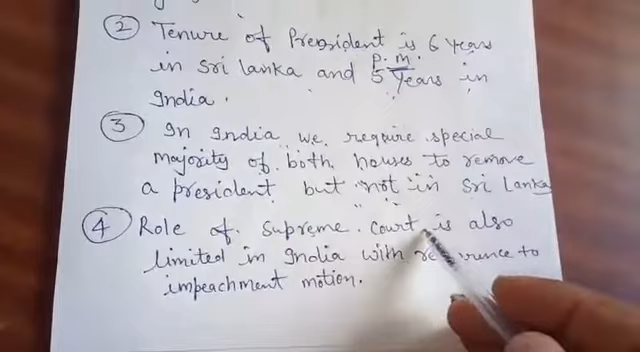 ② Tenure of President is 6 years
in Sri lanka and P.M. 5 years in
India.
③ In India we require special
majority of both houses to remove
a president but not in Sri Lanka
④ Role of Supreme court is also
limited in India with to
impeachment motion.